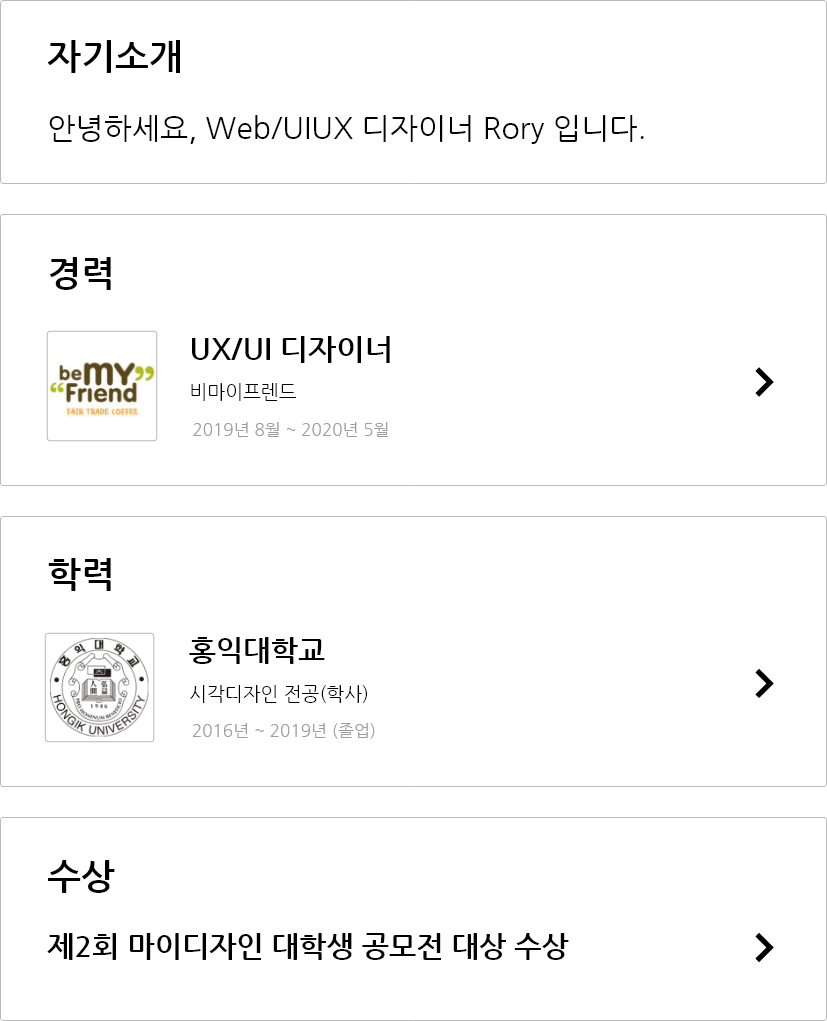 자기소개
안녕하세요, Web/UIUX 디자이너 Rory 입니다.
경력
be MY
Friend
FAIR TRADE COFFEE
UX/UI 디자이너
비마이프렌드
2019년 8월 ~ 2020년 5월
학력
홍익대학교
HONGIK UNIVERSITY
1946
홍익대학교
시각디자인 전공(학사)
2016년 ~ 2019년 (졸업)
수상
제2회 마이디자인 대학생 공모전 대상 수상